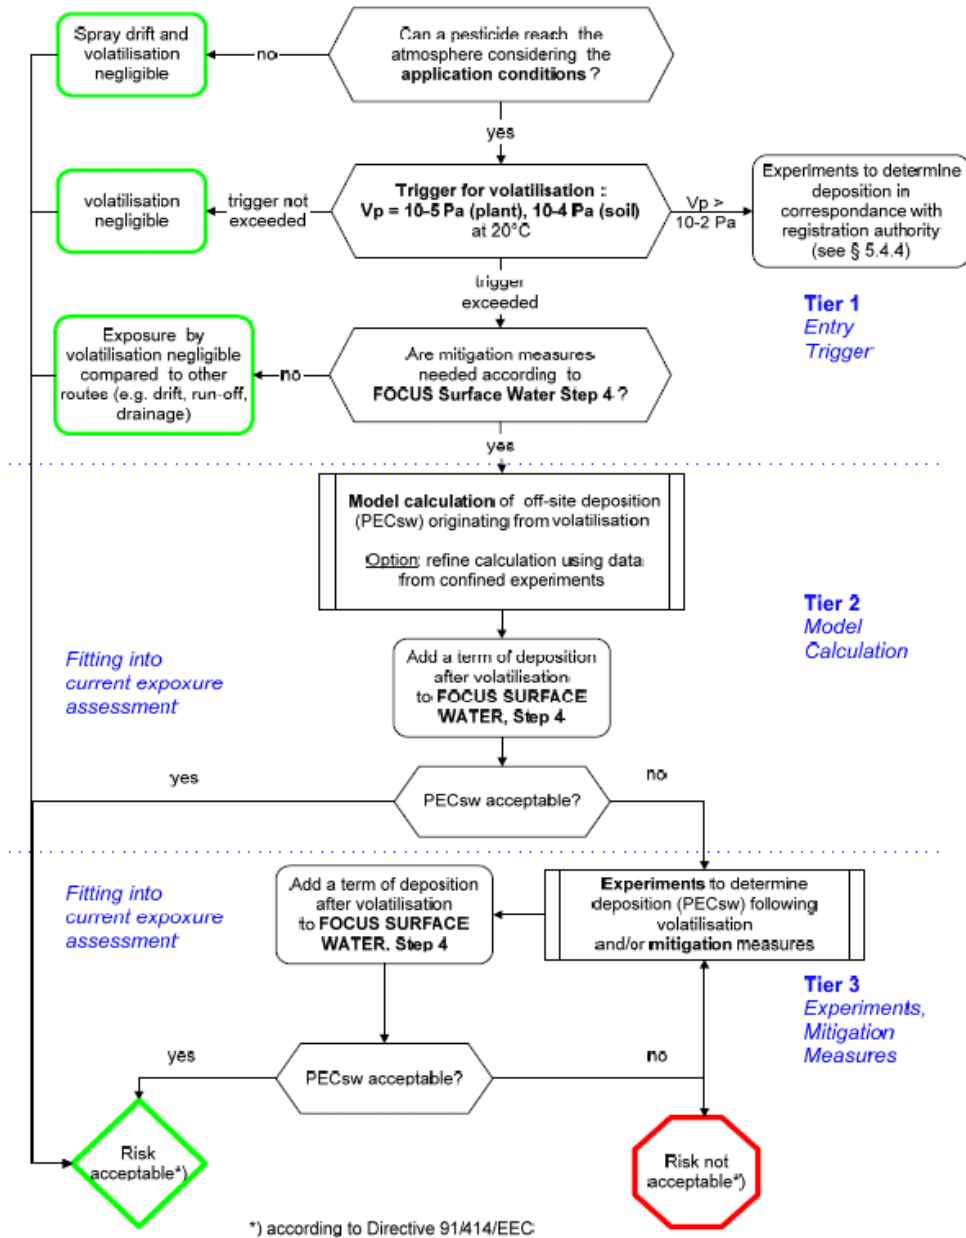 Spray drift and
volatilisation
negligible
no
Can a pesticide reach the
atmosphere considering the
application conditions ?
yes
volatilisation
negligible
trigger not
exceeded
Trigger for volatilisation :
Vp = 10-5 Pa (plant), 10-4 Pa (soil)
at 20°C
Vp >
10-2 Pa
Experiments to determine
deposition in
correspondance with
registration authority
(see § 5.4.4)
trigger
exceeded
Tier 1
Entry
Trigger
Exposure by
volatilisation negligible
compared to other
routes (e.g. drift, run-off,
drainage)
no
Are mitigation measures
needed according to
FOCUS Surface Water Step 4 ?
yes
Model calculation of off-site deposition
(PECsw) originating from volatilisation
Option: refine calculation using data
from confined experiments
Tier 2
Model
Calculation
Fitting into
current expoxure
assessment
Add a term of deposition
after volatilisation
to FOCUS SURFACE
WATER, Step 4
yes
PECsw acceptable?
no
Fitting into
current exposure
assessment
Add a term of deposition
after volatilisation
to FOCUS SURFACE
WATER, Step 4
Experiments to determine
deposition (PECsw) following
volatilisation
and/or mitigation measures
Tier 3
Experiments,
Mitigation
Measures
yes
PECsw acceptable?
no
Risk
acceptable*)
Risk not
acceptable*)
*) according to Directive 91/414/EEC